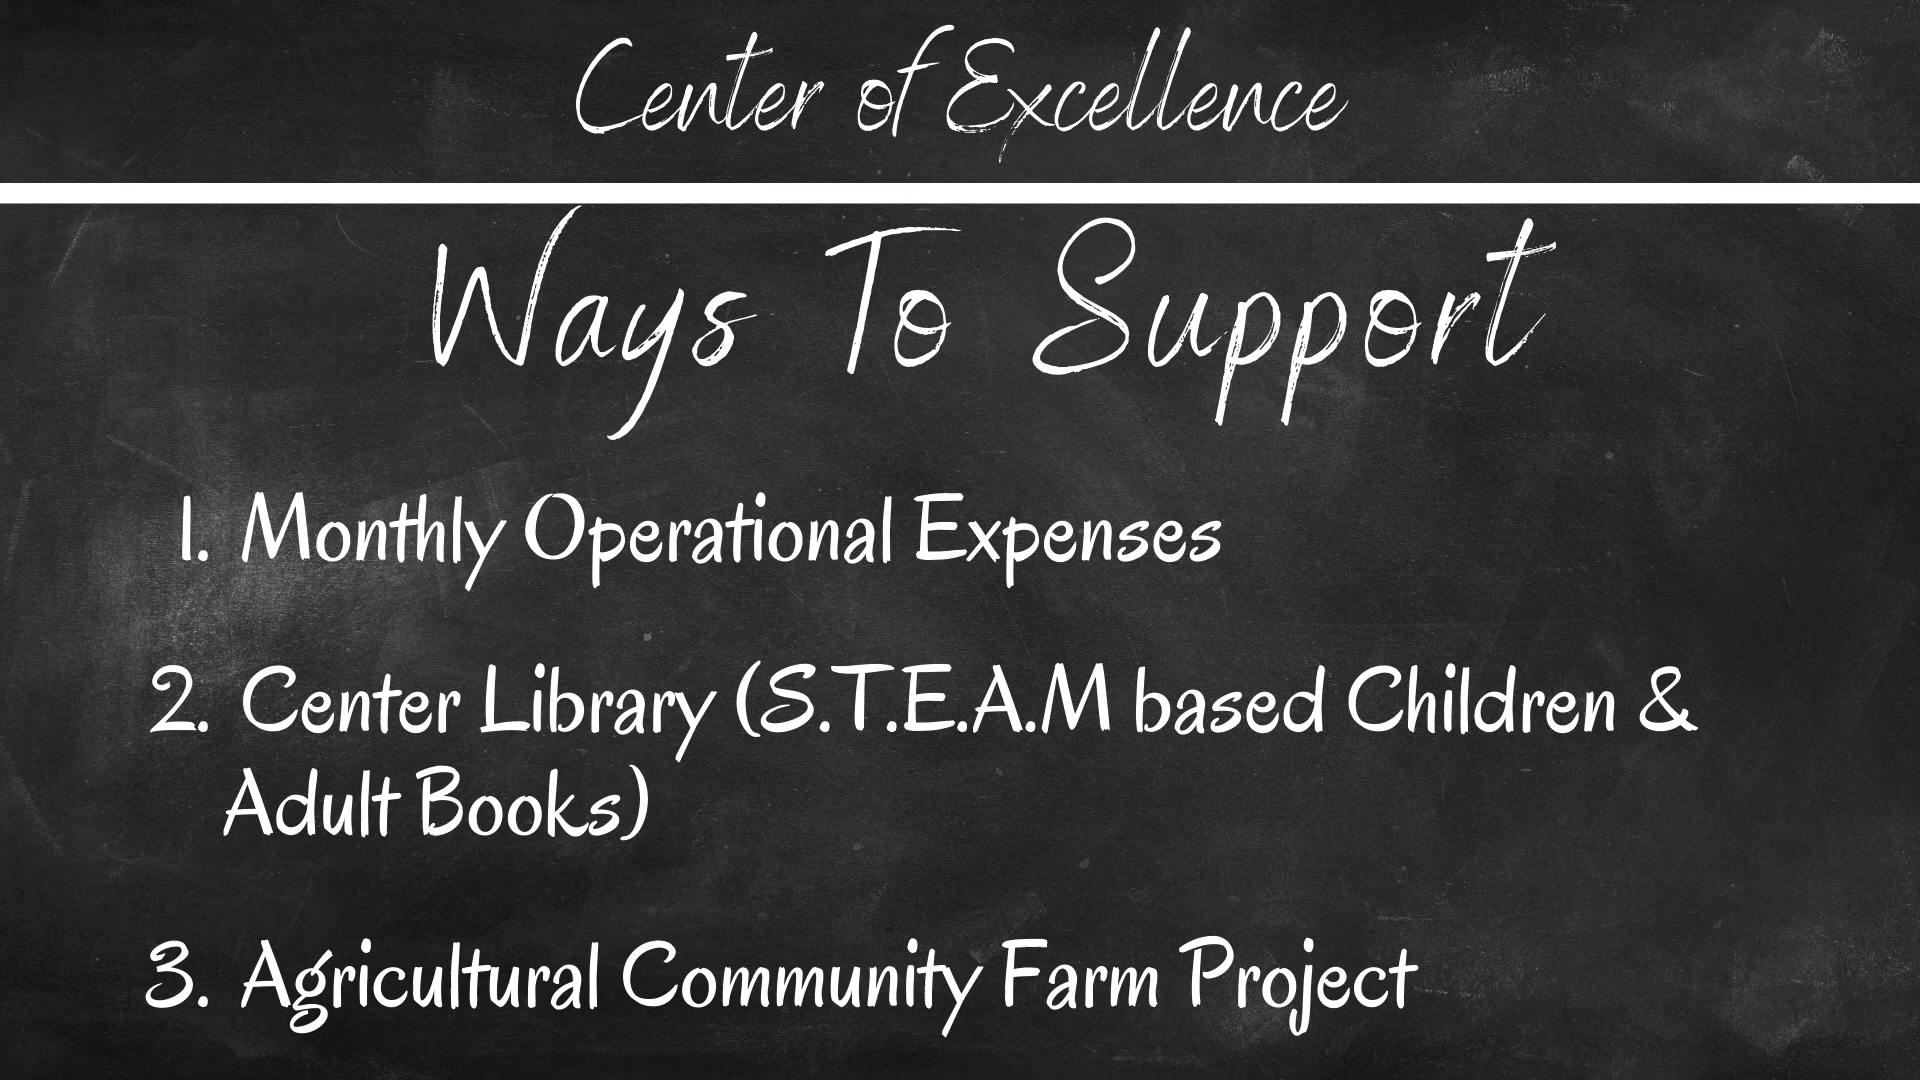 Center of Excellence
Ways To Support
1. Monthly Operational Expenses
2. Center Library (S.T.E.A.M based Children &
Adult Books)
3. Agricultural Community Farm Project